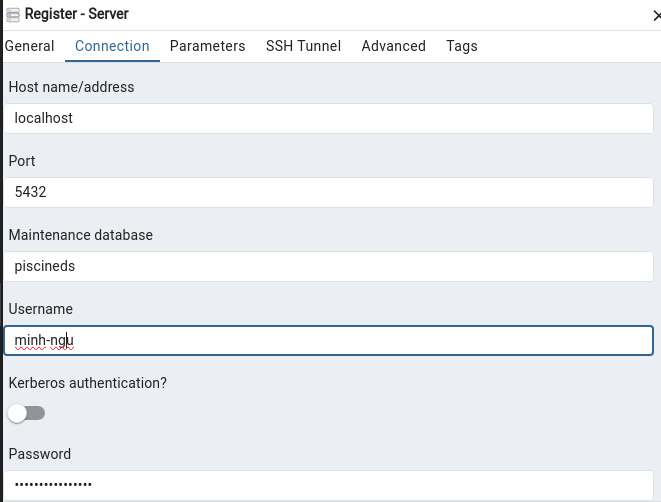 Register - Server
General Connection Parameters SSH Tunnel Advanced Tags
Host name/address
localhost
Port
5432
Maintenance database
piscineds
Username
minh-ngu
Kerberos authentication?
Password
••••••••••••••••